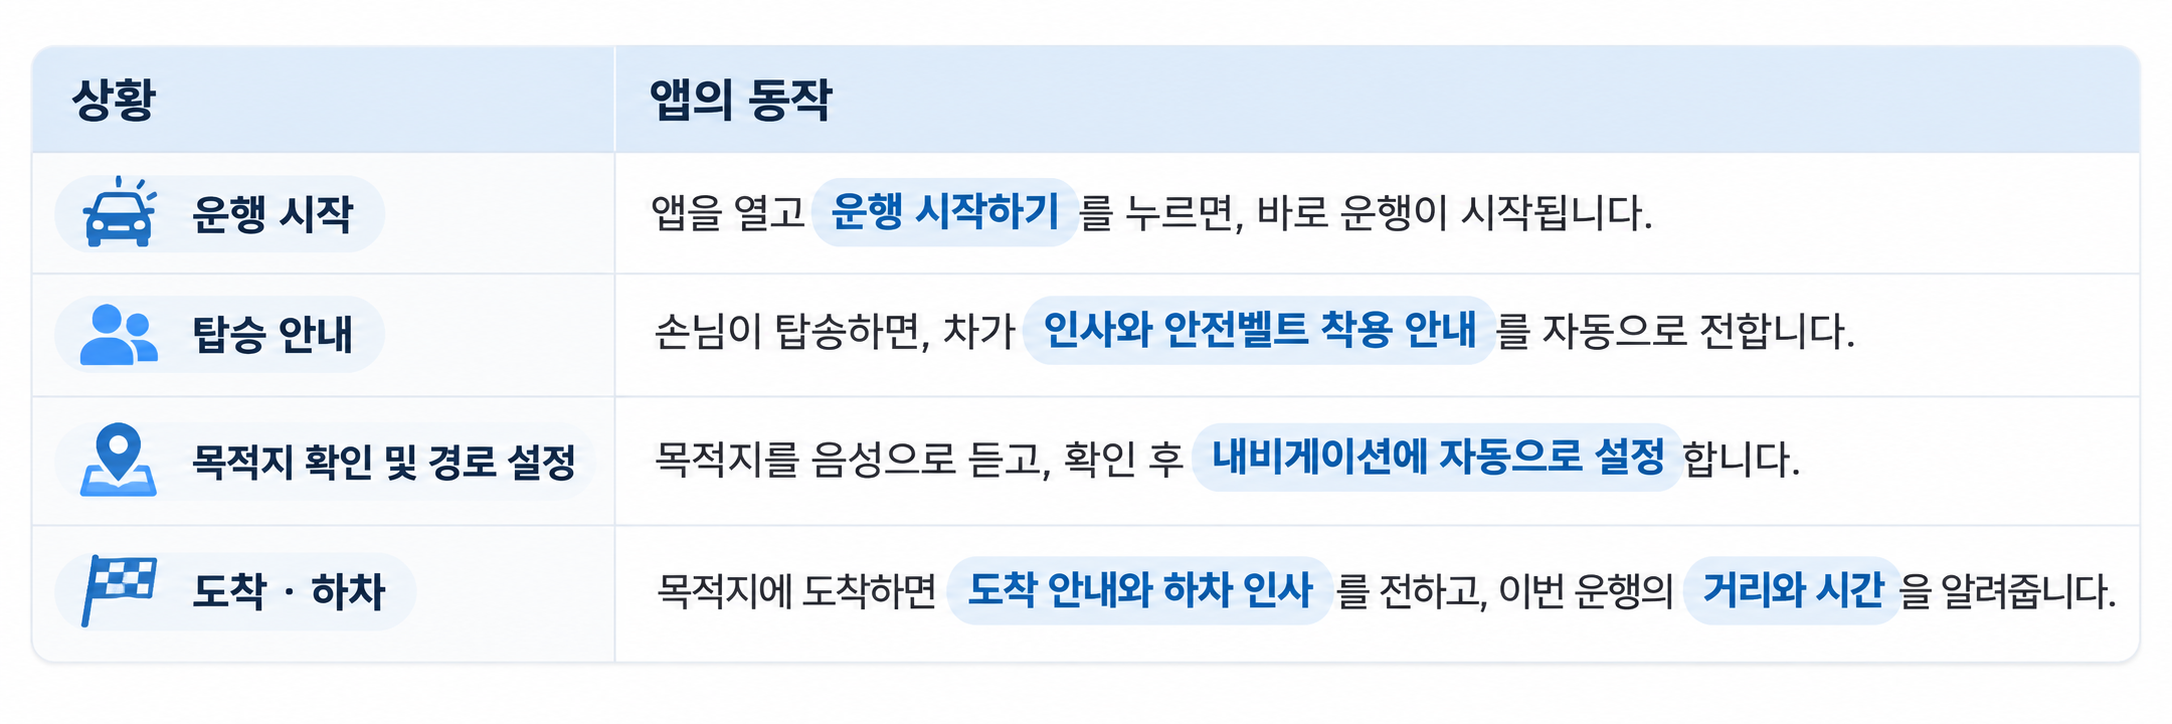 상황
앱의 동작
운행 시작
앱을 열고 운행 시작하기를 누르면, 바로 운행이 시작됩니다.
탑승 안내
손님이 탑송하면, 차가 인사와 안전벨트 착용 안내를 자동으로 전합니다.
목적지 확인 및 경로 설정
목적지를 음성으로 듣고, 확인 후 내비게이션에 자동으로 설정합니다.
도착 · 하차
목적지에 도착하면 도착 안내와 하차 인사를 전하고, 이번 운행의 거리와 시간을 알려줍니다.